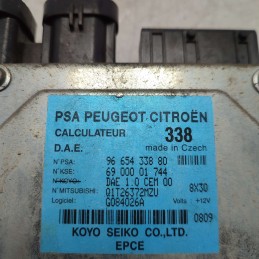 PSA PEUGEOT CITROËN
CALCULATEUR 338
D.A.E. made in Czech
N°PSA: 96 654 338 80
N°KSE: 69 000 01 744
N°KOYO: DAE 1.0 CEM 00
N°MITSUBISHI: Q1T26372MZU 8X30
Logiciel: G084026A Volts +12V
0809
KOYO SEIKO CO.,LTD.
EPCE